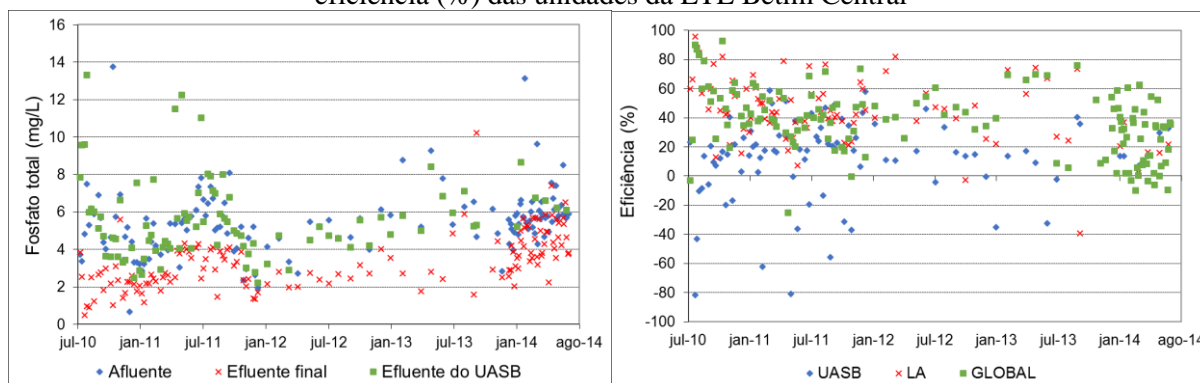 eficiência (%) das unidades da ETE Betim Central
Fosfato total (mg/L)
16
14
12
10
8
6
4
2
0
jul-10 jan-11 jul-11 jan-12 jul-12 jan-13 jul-13 jan-14 ago-14
Afluente Efluente final Efluente do UASB
Eficiência (%)
100
80
60
40
20
0
-20
-40
-60
-80
-100
jul-10 jan-11 jul-11 jan-12 jul-12 jan-13 jul-13 jan-14 ago-14
UASB LA GLOBAL